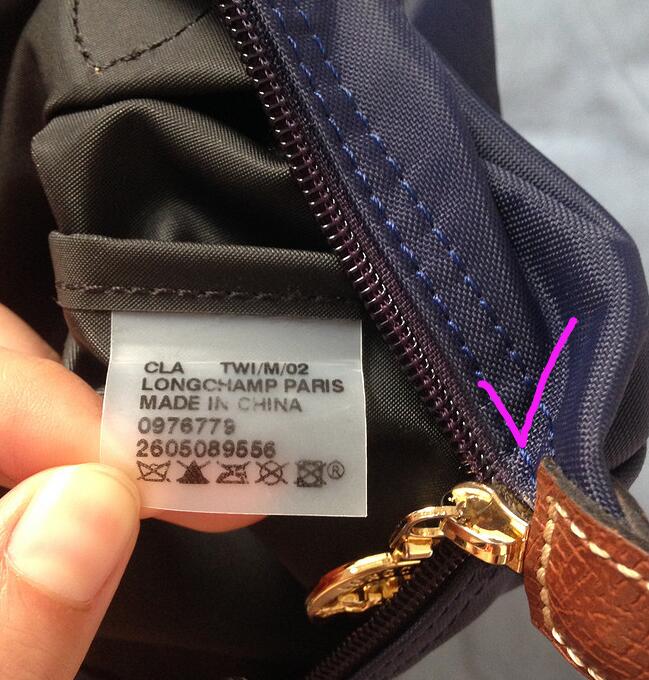 CLA TWI/M/02
LONGCHAMP PARIS
MADE IN CHINA
0976779
2605089556
®